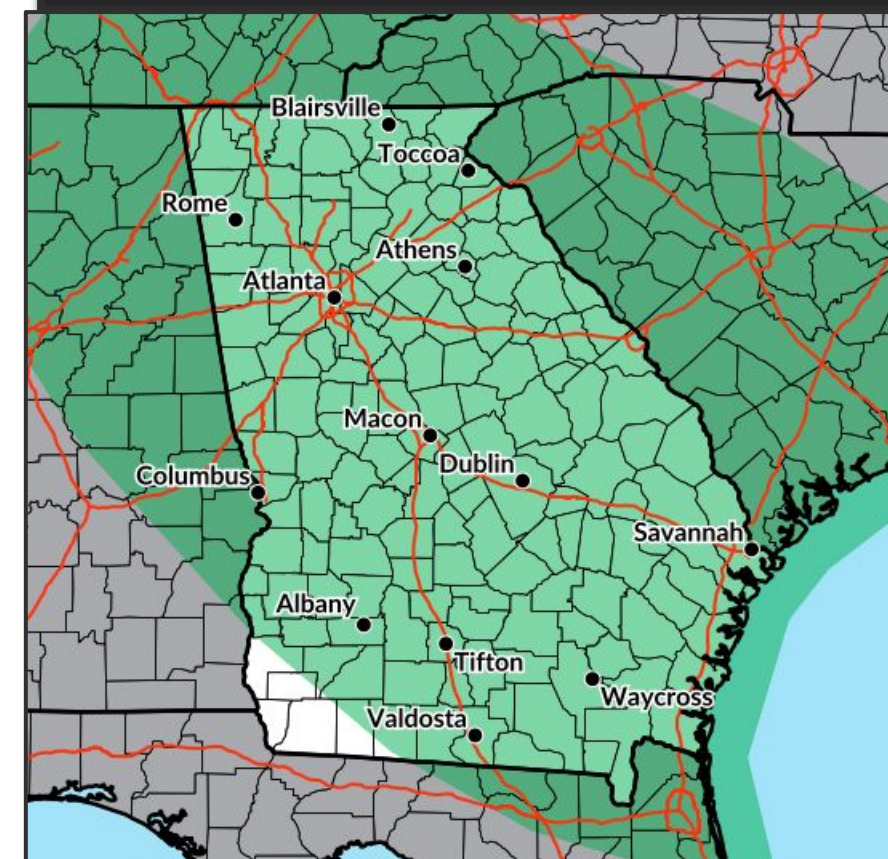 Blairsville
Toccoa
Rome
Athens
Atlanta
Macon
Dublin
Columbus
Savannah
Albany
Tifton
Waycross
Valdosta